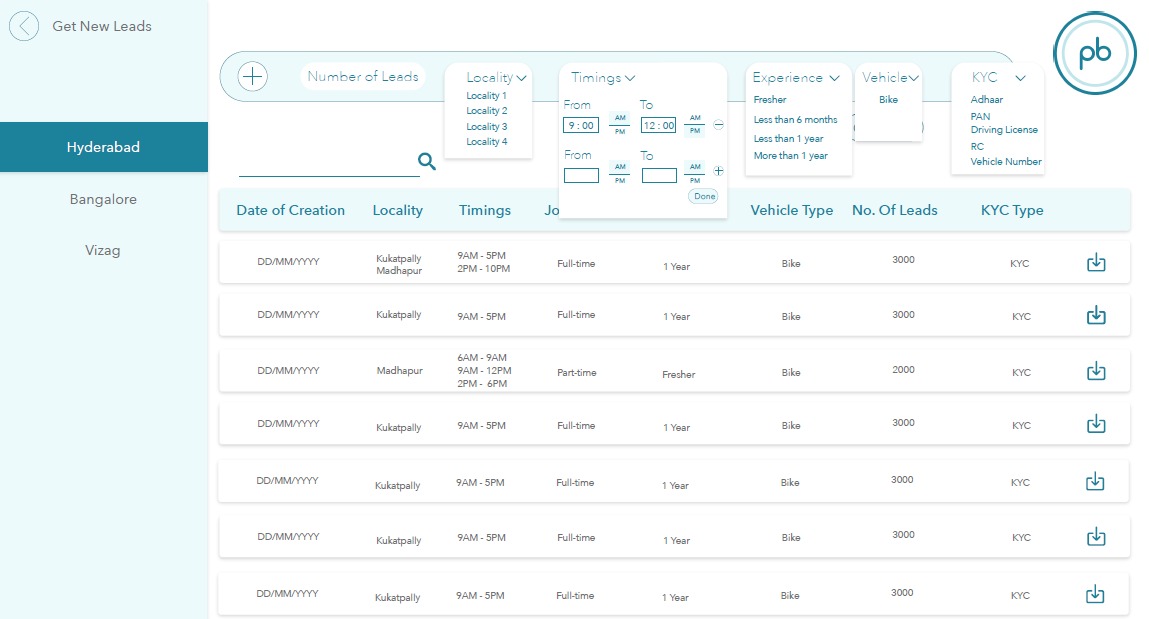 Get New Leads
pb
Number of Leads
Locality
Locality 1
Locality 2
Locality 3
Locality 4
Timings
From To
9 : 00 AM PM 12 : 00 AM PM
From To
AM PM AM PM
Done
Experience
Fresher
Less than 6 months
Less than 1 year
More than 1 year
Vehicle
Bike
KYC
Adhaar
PAN
Driving License
RC
Vehicle Number
Hyderabad
Bangalore
Vizag
Date of Creation Locality Timings Jo Vehicle Type No. Of Leads KYC Type
DD/MM/YYYY Kukatpally Madhapur 9AM - 5PM 2PM - 10PM Full-time 1 Year Bike 3000 KYC
DD/MM/YYYY Kukatpally 9AM - 5PM Full-time 1 Year Bike 3000 KYC
DD/MM/YYYY Madhapur 6AM - 9AM 9AM - 12PM 2PM - 6PM Part-time Fresher Bike 2000 KYC
DD/MM/YYYY Kukatpally 9AM - 5PM Full-time 1 Year Bike 3000 KYC
DD/MM/YYYY Kukatpally 9AM - 5PM Full-time 1 Year Bike 3000 KYC
DD/MM/YYYY Kukatpally 9AM - 5PM Full-time 1 Year Bike 3000 KYC
DD/MM/YYYY Kukatpally 9AM - 5PM Full-time 1 Year Bike 3000 KYC